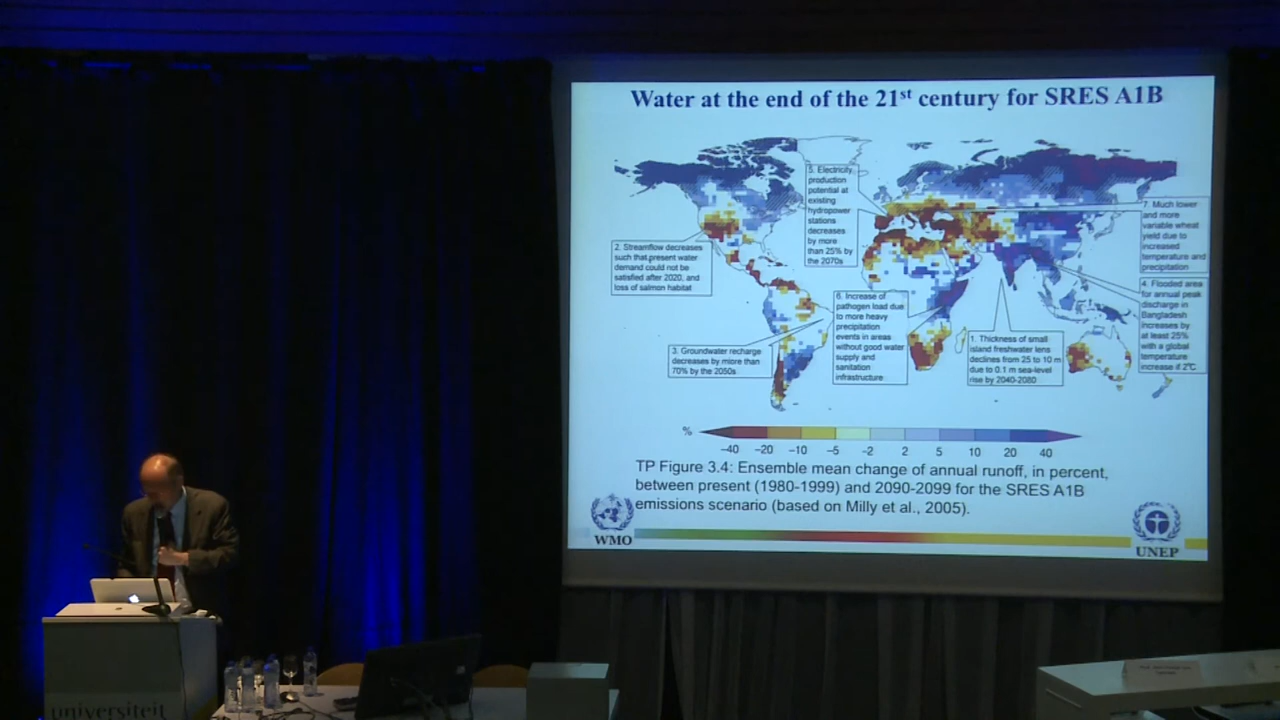 Water at the end of the 21st century for SRES A1B
5. Electricity
production
potential at
existing
hydropower
stations
decreases
by more
than 25% by
the 2070s
7. Much lower
and more
variable wheat
yield due to
increased
temperature and
precipitation
2. Streamflow decreases
such that present water
demand could not be
satisfied after 2020, and
loss of salmon habitat
4. Flooded area
for annual peak
discharge in
Bangladesh
increases by
at least 25%
with a global
temperature
increase if 2°C
6. Increase of
pathogen load due
to more heavy
precipitation
events in areas
without good water
supply and
sanitation
infrastructure
3. Groundwater recharge
decreases by more than
70% by the 2050s
1. Thickness of small
island freshwater lens
declines from 25 to 10 m
due to 0.1 m sea-level
rise by 2040-2080
%
-40 -20 -10 -5 -2 2 5 10 20 40
TP Figure 3.4: Ensemble mean change of annual runoff, in percent,
between present (1980-1999) and 2090-2099 for the SRES A1B
emissions scenario (based on Milly et al., 2005).
WMO
UNEP
universiteit